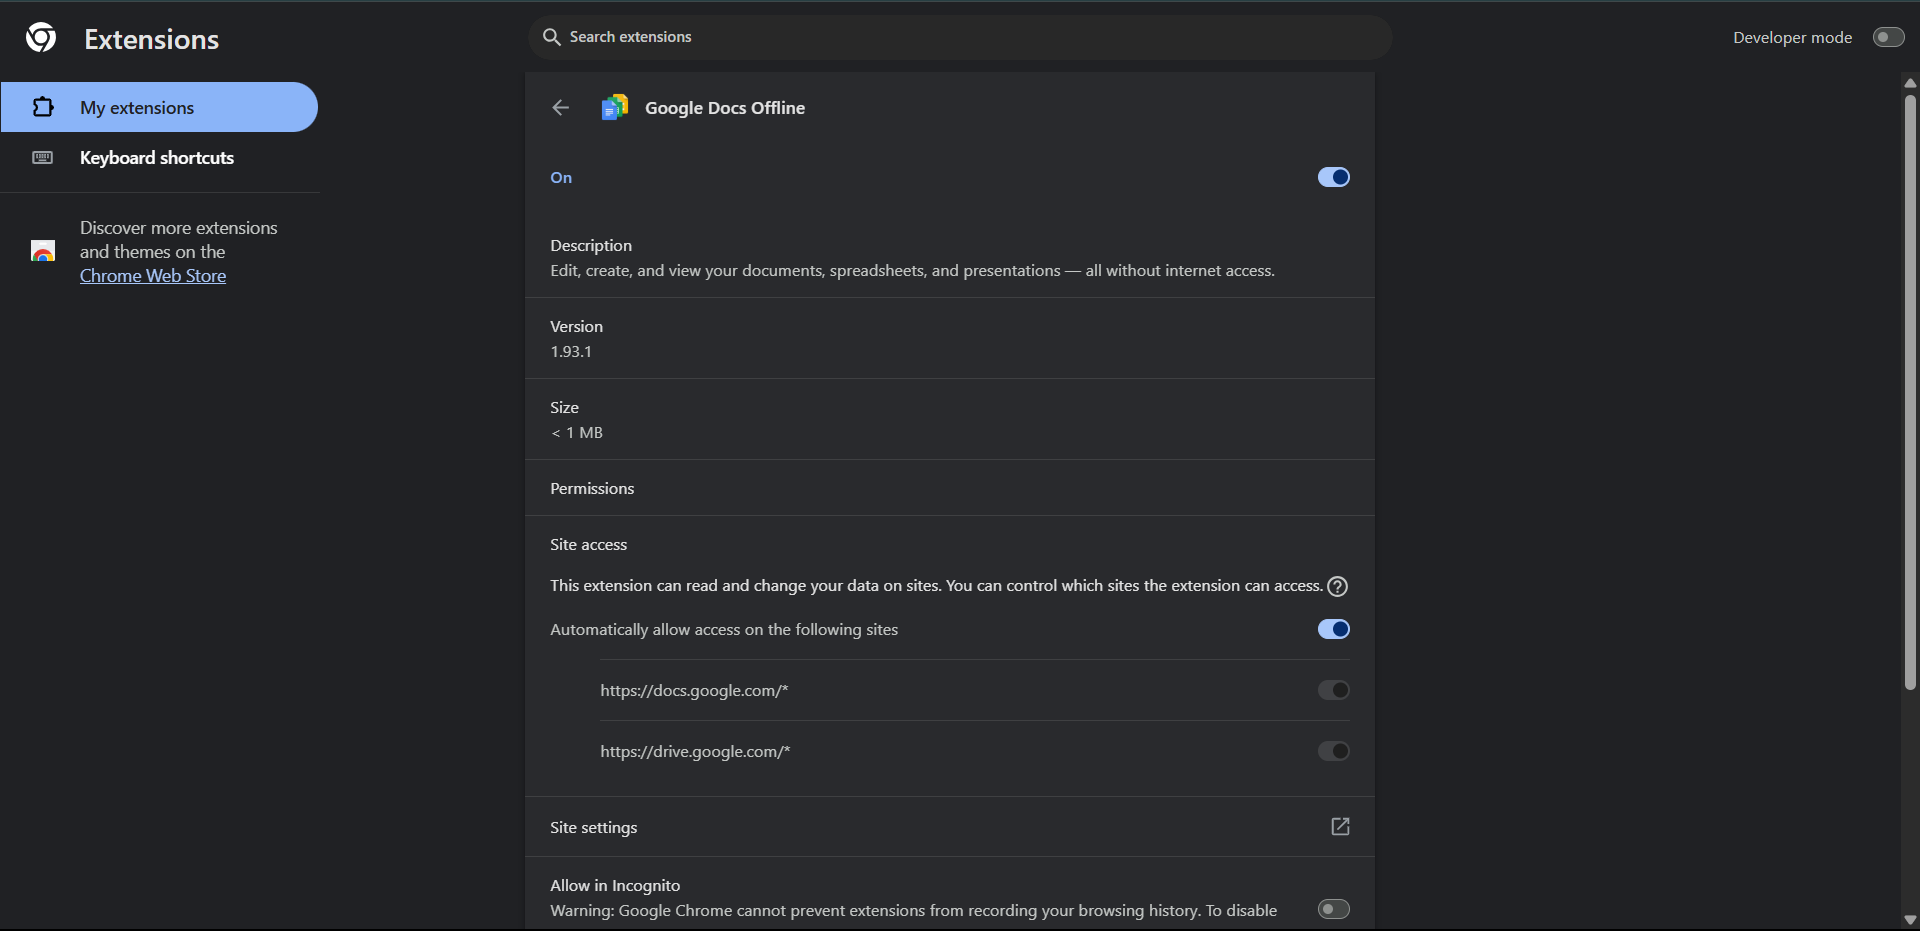 Extensions
Search extensions
Developer mode
My extensions
Keyboard shortcuts
Discover more extensions
and themes on the
Chrome Web Store
Google Docs Offline
On
Description
Edit, create, and view your documents, spreadsheets, and presentations — all without internet access.
Version
1.93.1
Size
< 1 MB
Permissions
Site access
This extension can read and change your data on sites. You can control which sites the extension can access.
Automatically allow access on the following sites
https://docs.google.com/*
https://drive.google.com/*
Site settings
Allow in Incognito
Warning: Google Chrome cannot prevent extensions from recording your browsing history. To disable